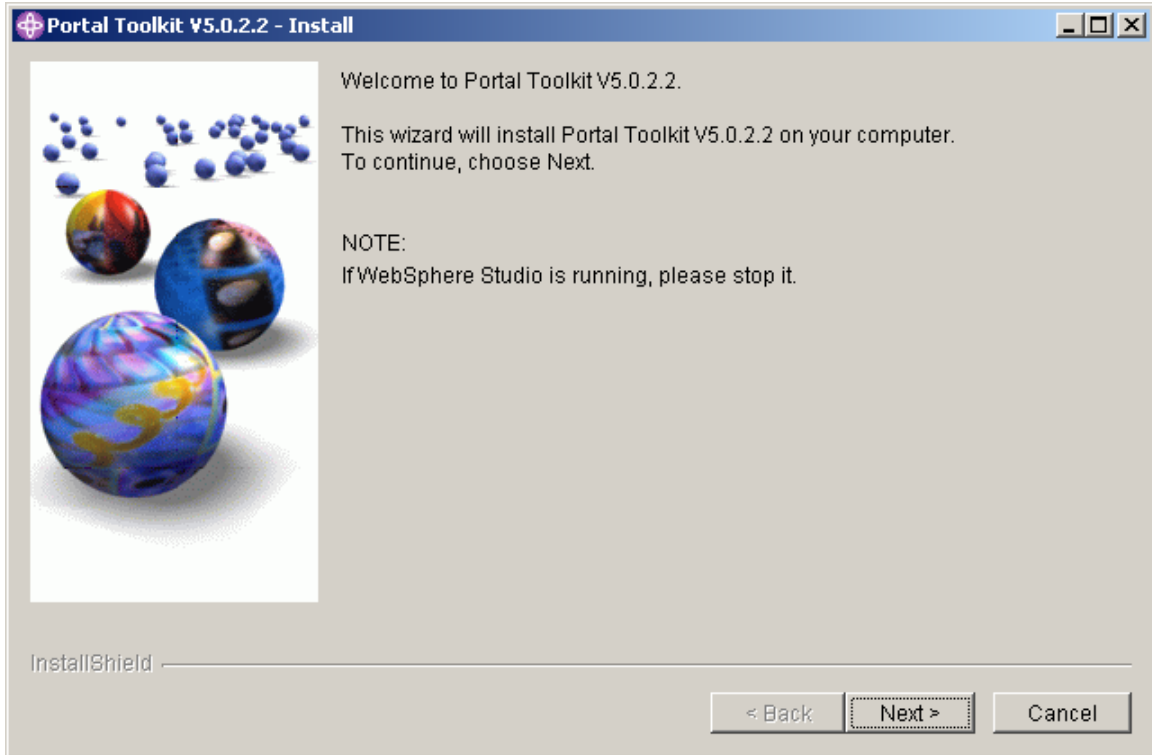 Portal Toolkit V5.0.2.2 - Install
Welcome to Portal Toolkit V5.0.2.2.
This wizard will install Portal Toolkit V5.0.2.2 on your computer.
To continue, choose Next.
NOTE:
If WebSphere Studio is running, please stop it.
InstallShield
< Back
Next >
Cancel